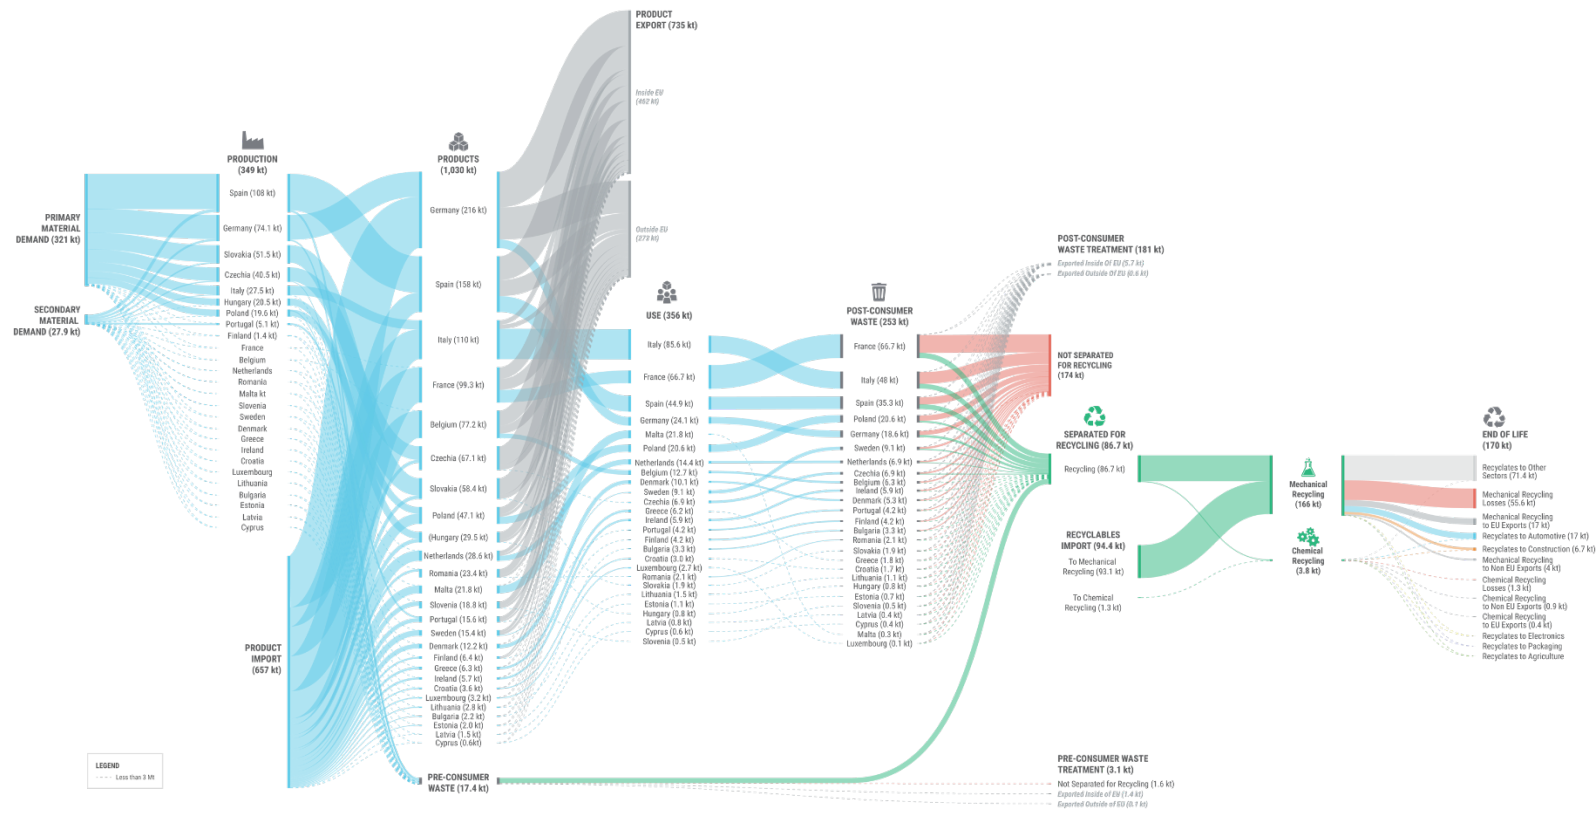 PRIMARY
MATERIAL
DEMAND (321 kt)
SECONDARY
MATERIAL
DEMAND (27.9 kt)
PRODUCTION
(349 kt)
Spain (108 kt)
Germany (74.1 kt)
Slovakia (51.5 kt)
Czechia (40.5 kt)
Italy (27.5 kt)
Hungary (20.5 kt)
Poland (19.6 kt)
Portugal (5.1 kt)
Finland (1.4 kt)
France
Belgium
Netherlands
Romania
Malta kt
Slovenia
Sweden
Denmark
Greece
Ireland
Croatia
Luxembourg
Lithuania
Bulgaria
Estonia
Latvia
Cyprus
PRODUCT
IMPORT
(657 kt)
LEGEND
Less than 3 Mt
PRODUCTS
(1,030 kt)
Germany (216 kt)
Spain (158 kt)
Italy (110 kt)
France (99.3 kt)
Belgium (77.2 kt)
Czechia (67.1 kt)
Slovakia (58.4 kt)
Poland (47.1 kt)
(Hungary (29.5 kt)
Netherlands (28.6 kt)
Romania (23.4 kt)
Malta (21.8 kt)
Slovenia (18.8 kt)
Portugal (15.6 kt)
Sweden (15.4 kt)
Denmark (12.2 kt)
Finland (6.4 kt)
Greece (6.3 kt)
Ireland (5.7 kt)
Croatia (3.6 kt)
Luxembourg (3.2 kt)
Lithuania (2.8 kt)
Bulgaria (2.2 kt)
Estonia (2.0 kt)
Latvia (1.5 kt)
Cyprus (0.6kt)
PRE-CONSUMER
WASTE (17.4 kt)
PRODUCT
EXPORT (735 kt)
Inside EU
(462 kt)
Outside EU
(273 kt)
USE (356 kt)
Italy (85.6 kt)
France (66.7 kt)
Spain (44.9 kt)
Germany (24.1 kt)
Malta (21.8 kt)
Poland (20.6 kt)
Netherlands (14.4 kt)
Belgium (12.7 kt)
Denmark (10.1 kt)
Sweden (9.1 kt)
Czechia (6.9 kt)
Greece (6.2 kt)
Ireland (5.9 kt)
Portugal (4.2 kt)
Finland (4.2 kt)
Bulgaria (3.3 kt)
Croatia (3.0 kt)
Luxembourg (2.7 kt)
Romania (2.1 kt)
Slovakia (1.9 kt)
Lithuania (1.5 kt)
Estonia (1.1 kt)
Hungary (0.8 kt)
Latvia (0.8 kt)
Cyprus (0.6 kt)
Slovenia (0.5 kt)
POST-CONSUMER
WASTE (253 kt)
France (66.7 kt)
Italy (48 kt)
Spain (35.3 kt)
Poland (20.6 kt)
Germany (18.6 kt)
Sweden (9.1 kt)
Netherlands (6.9 kt)
Czechia (6.9 kt)
Belgium (6.3 kt)
Ireland (5.9 kt)
Denmark (5.3 kt)
Portugal (4.2 kt)
Finland (4.2 kt)
Bulgaria (3.3 kt)
Romania (2.1 kt)
Slovakia (1.9 kt)
Greece (1.8 kt)
Croatia (1.7 kt)
Lithuania (1.1 kt)
Hungary (0.8 kt)
Estonia (0.7 kt)
Slovenia (0.5 kt)
Latvia (0.4 kt)
Cyprus (0.4 kt)
Malta (0.3 kt)
Luxembourg (0.1 kt)
POST-CONSUMER
WASTE TREATMENT (181 kt)
Exported Inside Of EU (5.7 kt)
Exported Outside Of EU (0.6 kt)
NOT SEPARATED
FOR RECYCLING
(174 kt)
SEPARATED FOR
RECYCLING (86.7 kt)
Recycling (86.7 kt)
RECYCLABLES
IMPORT (94.4 kt)
To Mechanical
Recycling (93.1 kt)
To Chemical
Recycling (1.3 kt)
PRE-CONSUMER WASTE
TREATMENT (3.1 kt)
Not Separated for Recycling (1.6 kt)
Exported Inside of EU (1.4 kt)
Exported Outside of EU (0.1 kt)
Mechanical
Recycling
(166 kt)
Chemical
Recycling
(3.8 kt)
END OF LIFE
(170 kt)
Recyclates to Other
Sectors (71.4 kt)
Mechanical Recycling
Losses (55.6 kt)
Mechanical Recycling
to EU Exports (17 kt)
Recyclates to Automotive (17 kt)
Recyclates to Construction (6.7 kt)
Mechanical Recycling
to Non EU Exports (4 kt)
Chemical Recycling
Losses (1.3 kt)
Chemical Recycling
to Non EU Exports (0.9 kt)
Chemical Recycling
to EU Exports (0.4 kt)
Recyclates to Electronics
Recyclates to Packaging
Recyclates to Agriculture